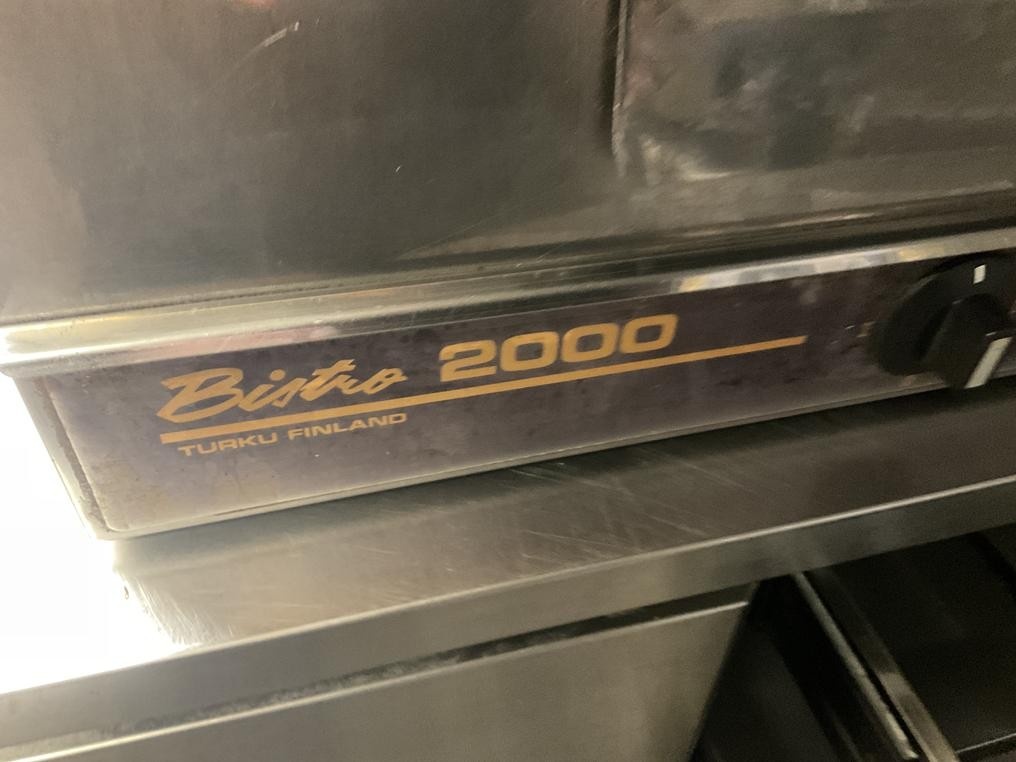 Bistro 2000
TURKU FINLAND